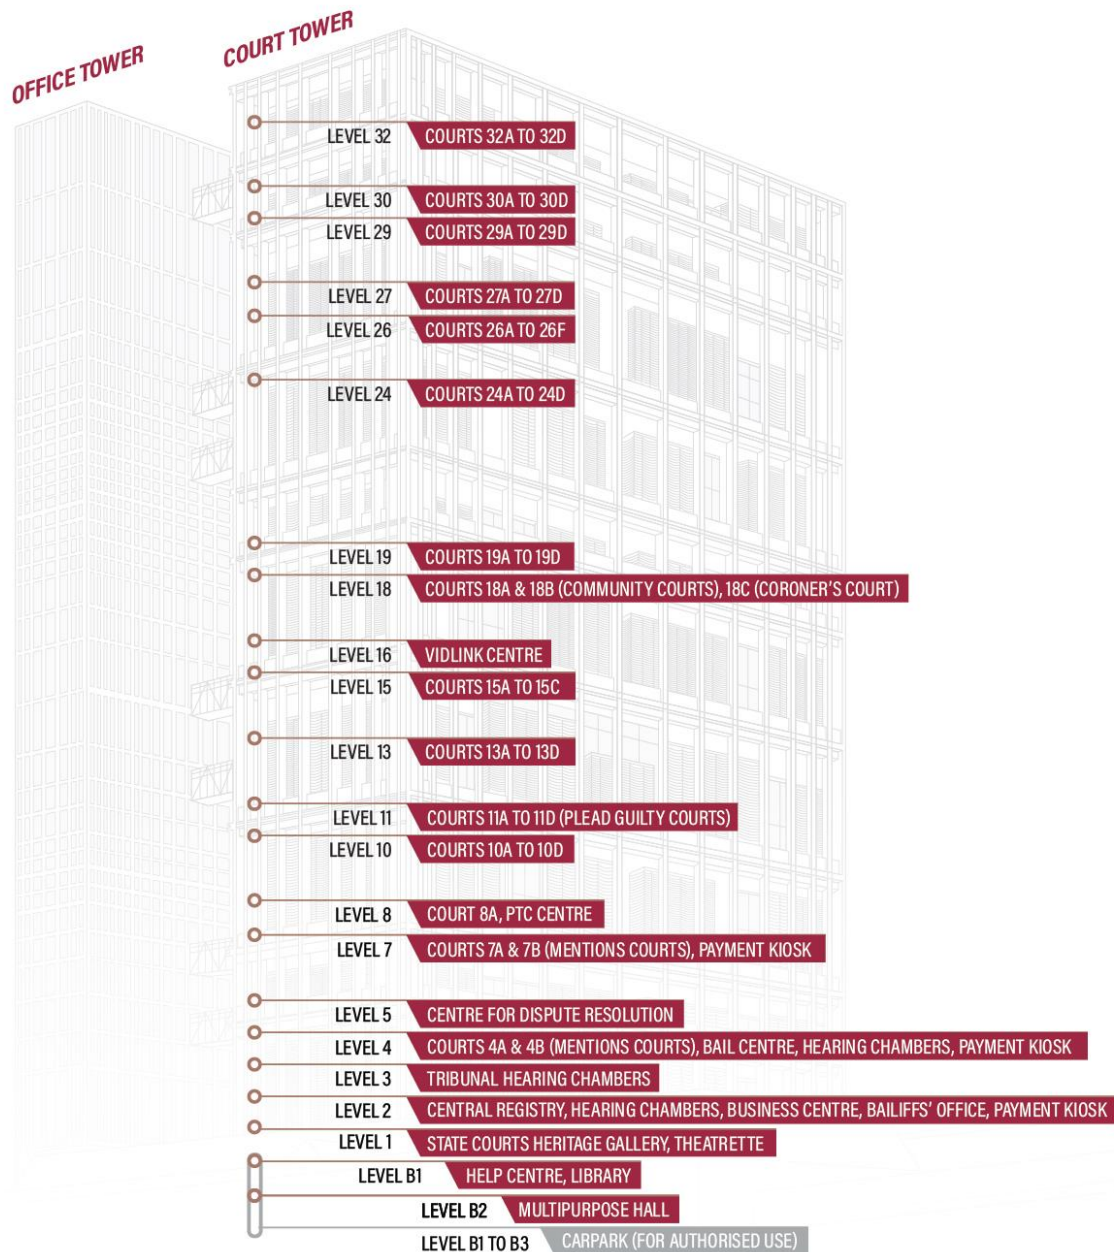 OFFICE TOWER
COURT TOWER
LEVEL 32 COURTS 32A TO 32D
LEVEL 30 COURTS 30A TO 30D
LEVEL 29 COURTS 29A TO 29D
LEVEL 27 COURTS 27A TO 27D
LEVEL 26 COURTS 26A TO 26F
LEVEL 24 COURTS 24A TO 24D
LEVEL 19 COURTS 19A TO 19D
LEVEL 18 COURTS 18A & 18B (COMMUNITY COURTS), 18C (CORONER'S COURT)
LEVEL 16 VIDLINK CENTRE
LEVEL 15 COURTS 15A TO 15C
LEVEL 13 COURTS 13A TO 13D
LEVEL 11 COURTS 11A TO 11D (PLEAD GUILTY COURTS)
LEVEL 10 COURTS 10A TO 10D
LEVEL 8 COURT 8A, PTC CENTRE
LEVEL 7 COURTS 7A & 7B (MENTIONS COURTS), PAYMENT KIOSK
LEVEL 5 CENTRE FOR DISPUTE RESOLUTION
LEVEL 4 COURTS 4A & 4B (MENTIONS COURTS), BAIL CENTRE, HEARING CHAMBERS, PAYMENT KIOSK
LEVEL 3 TRIBUNAL HEARING CHAMBERS
LEVEL 2 CENTRAL REGISTRY, HEARING CHAMBERS, BUSINESS CENTRE, BAILIFFS' OFFICE, PAYMENT KIOSK
LEVEL 1 STATE COURTS HERITAGE GALLERY, THEATRETTE
LEVEL B1 HELP CENTRE, LIBRARY
LEVEL B2 MULTIPURPOSE HALL
LEVEL B1 TO B3 CARPARK (FOR AUTHORISED USE)